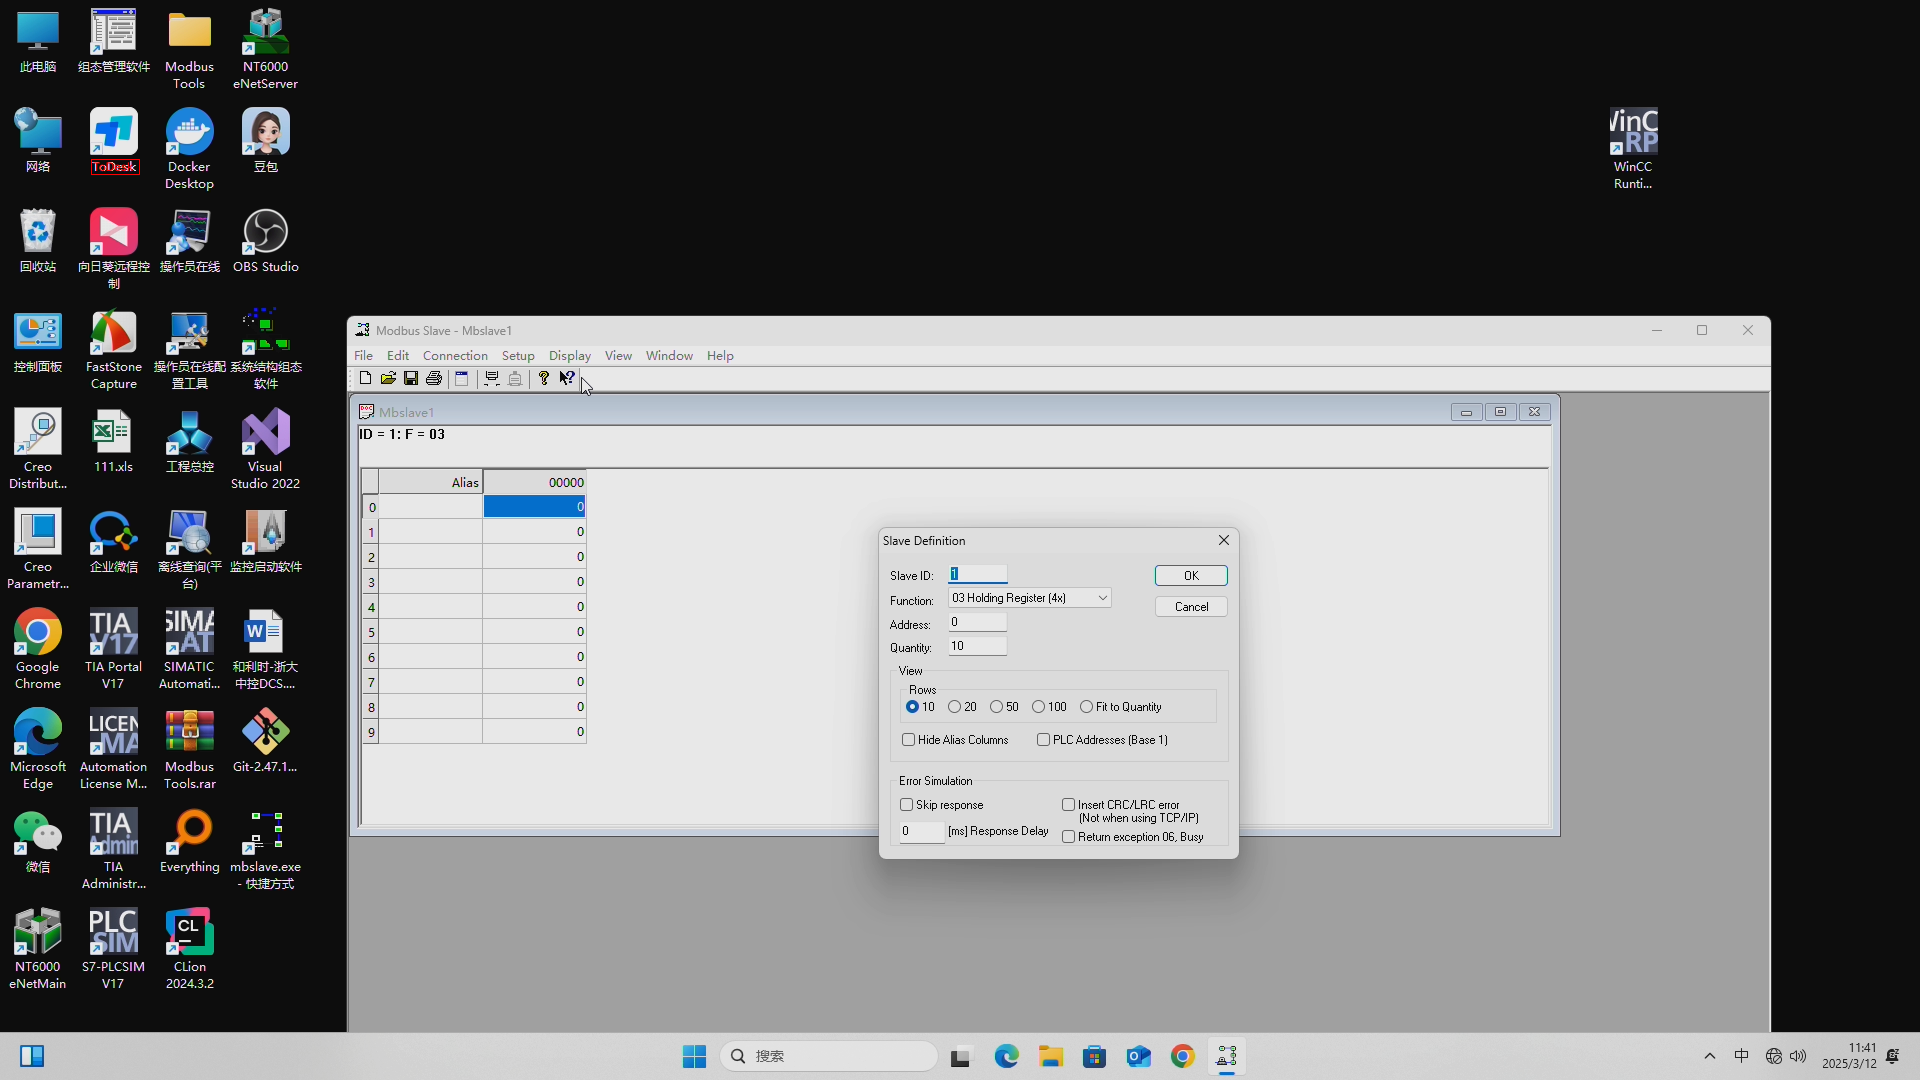 此电脑
组态管理软件
Modbus
Tools
NT6000
eNetServer
网络
ToDesk
Docker
Desktop
豆包
WinCC
Runti...
回收站
向日葵远程控
制
操作员在线
OBS Studio
控制面板
FastStone
Capture
操作员在线配
置工具
系统结构组态
软件
Creo
Distribut...
111.xls
工程总控
Visual
Studio 2022
Creo
Parametr...
企业微信
离线查询(平
台)
监控启动软件
Google
Chrome
TIA Portal
V17
SIMATIC
Automati...
和利时-浙大
中控DCS....
Microsoft
Edge
Automation
License M...
Modbus
Tools.rar
Git-2.47.1...
微信
TIA
Administr...
Everything
mbslave.exe
- 快捷方式
NT6000
eNetMain
S7-PLCSIM
V17
CLion
2024.3.2
Modbus Slave - Mbslave1
File Edit Connection Setup Display View Window Help
Mbslave1
ID = 1: F = 03
Alias 00000
0 0
1 0
2 0
3 0
4 0
5 0
6 0
7 0
8 0
9 0
Slave Definition
Slave ID: 1 OK
Function: 03 Holding Register (4x) Cancel
Address: 0
Quantity: 10
View
Rows
10 20 50 100 Fit to Quantity
Hide Alias Columns PLC Addresses (Base 1)
Error Simulation
Skip response Insert CRC/LRC error
(Not when using TCP/IP)
0 [ms] Response Delay Return exception 06, Busy
搜索
中
11:41
2025/3/12